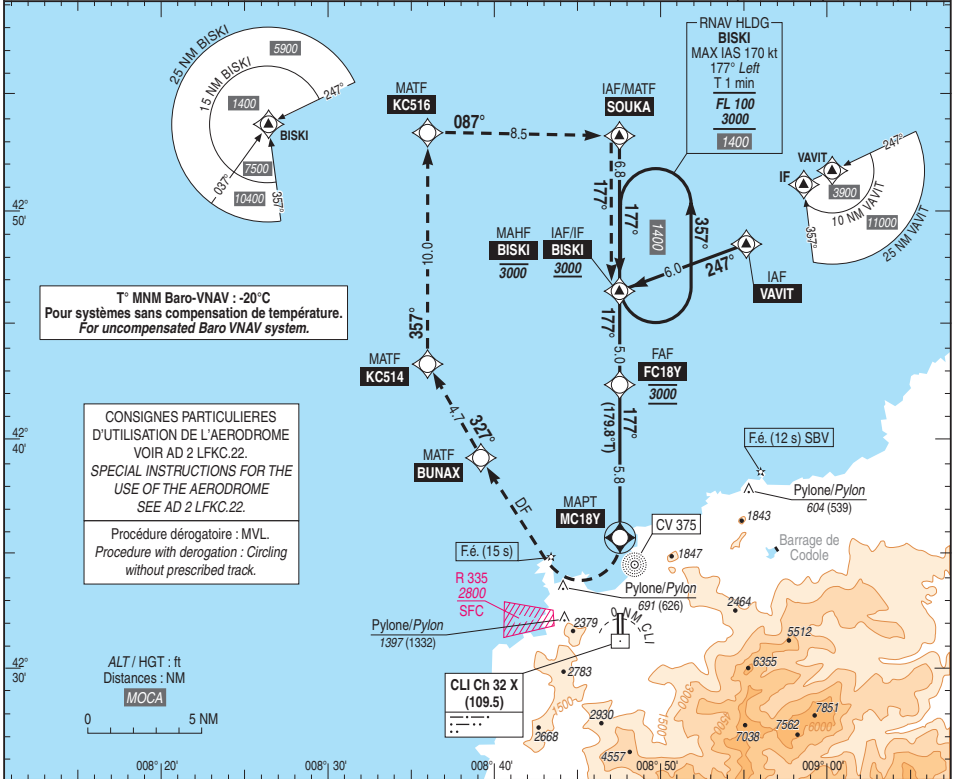 25 NM BISKI
5900
15 NM BISKI
1400
247°
BISKI
7500
037°
10400
357°
MATF
KC516
087°
8.5
IAF/MATF
SOUKA
RNAV HLDG
BISKI
MAX IAS 170 kt
177° Left
T 1 min
FL 100
3000
1400
VAVIT
247°
IF
3900
10 NM VAVIT
11000
25 NM VAVIT
357°
6.8
177°
177°
1400
357°
MAHF
BISKI
3000
IAF/IF
BISKI
3000
6.0
247°
IAF
VAVIT
10.0
357°
42°
50'
T° MNM Baro-VNAV : -20°C
Pour systèmes sans compensation de température.
For uncompensated Baro VNAV system.
177°
5.0
FAF
FC18Y
3000
MATF
KC514
4.7
327°
177°
(179.8°T)
5.8
CONSIGNES PARTICULIERES
D'UTILISATION DE L'AERODROME
VOIR AD 2 LFKC.22.
SPECIAL INSTRUCTIONS FOR THE
USE OF THE AERODROME
SEE AD 2 LFKC.22.
Procédure dérogatoire : MVL.
Procedure with derogation : Circling
without prescribed track.
42°
40'
MATF
BUNAX
DF
F.é. (12 s) SBV
Pylone/Pylon
604 (539)
MAPT
MC18Y
CV 375
1843
Barrage de
Codole
F.é. (15 s)
1847
R 335
2800
SFC
Pylone/Pylon
691 (626)
2464
Pylone/Pylon
1397 (1332)
2379
0 NM CLI
5512
42°
30'
ALT / HGT : ft
Distances : NM
MOCA
0
5 NM
2783
6355
CLI Ch 32 X
(109.5)
1500
3000
1500
4500
2930
7851
7562
6000
2668
7038
4557
008° 20'
008° 30'
008° 40'
008° 50'
009° 00'